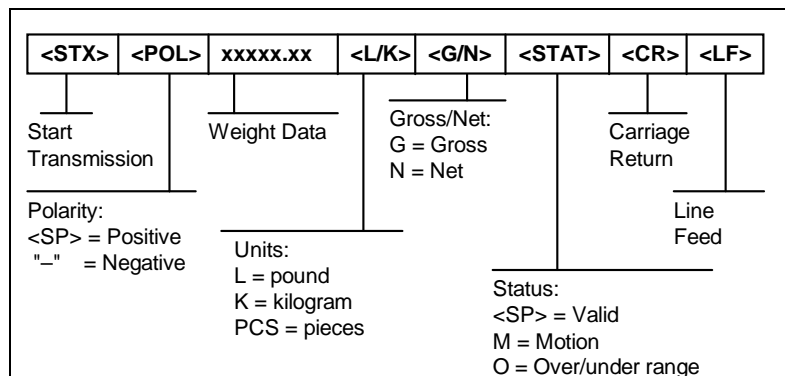 <STX> <POL> xxxxx.xx <L/K> <G/N> <STAT> <CR> <LF>
Start
Transmission
Weight Data
Gross/Net:
G = Gross
N = Net
Carriage
Return
Polarity:
<SP> = Positive
"–" = Negative
Units:
L = pound
K = kilogram
PCS = pieces
Line
Feed
Status:
<SP> = Valid
M = Motion
O = Over/under range